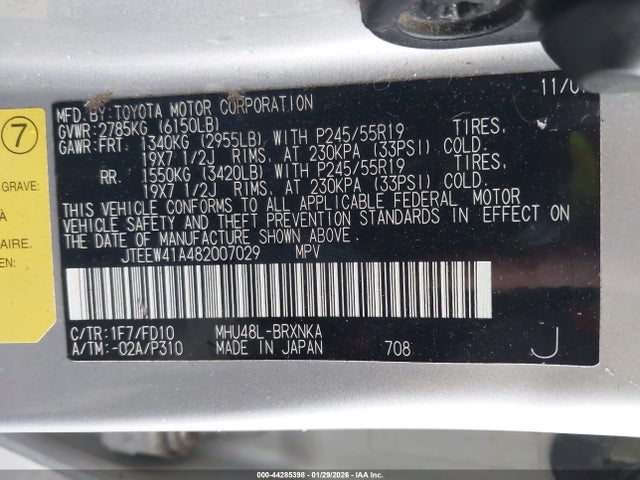 7
GRAVE:
À
AIRE.
EN:
MFD. BY: TOYOTA MOTOR CORPORATION
GVWR: 2785KG (6150LB)
GAWR: FRT. 1340KG (2955LB) WITH P245/55R19 TIRES,
19X7 1/2J RIMS, AT 230KPA (33PSI) COLD.
RR. 1550KG (3420LB) WITH P245/55R19 TIRES,
19X7 1/2J RIMS, AT 230KPA (33PSI) COLD.
THIS VEHICLE CONFORMS TO ALL APPLICABLE FEDERAL MOTOR
VEHICLE SAFETY AND THEFT PREVENTION STANDARDS IN EFFECT ON
THE DATE OF MANUFACTURE SHOWN ABOVE.
JTEEW41A482007029 MPV
C/TR: 1F7/FD10 MHU48L-BRXNKA
A/TM: -02A/P310 MADE IN JAPAN 708 J
000-44285398 - 01/29/2026 - IAA Inc.